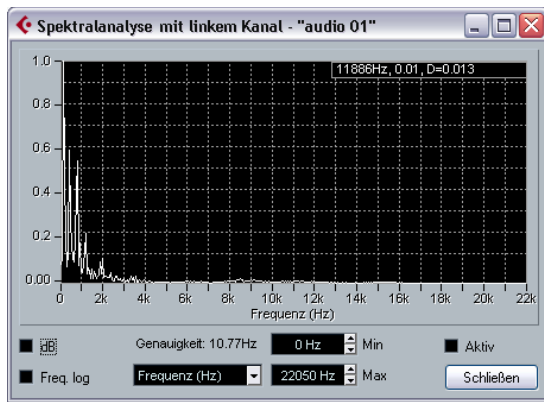 Spektralanalyse mit linkem Kanal - "audio 01"
11886Hz, 0.01, D=0.013
1.0
0.8
0.6
0.4
0.2
0.00
0 2k 4k 6k 8k 10k 12k 14k 16k 18k 20k 22k
Frequenz (Hz)
dB Genauigkeit: 10.77Hz 0 Hz Min Aktiv
Freq. log Frequenz (Hz) 22050 Hz Max Schließen